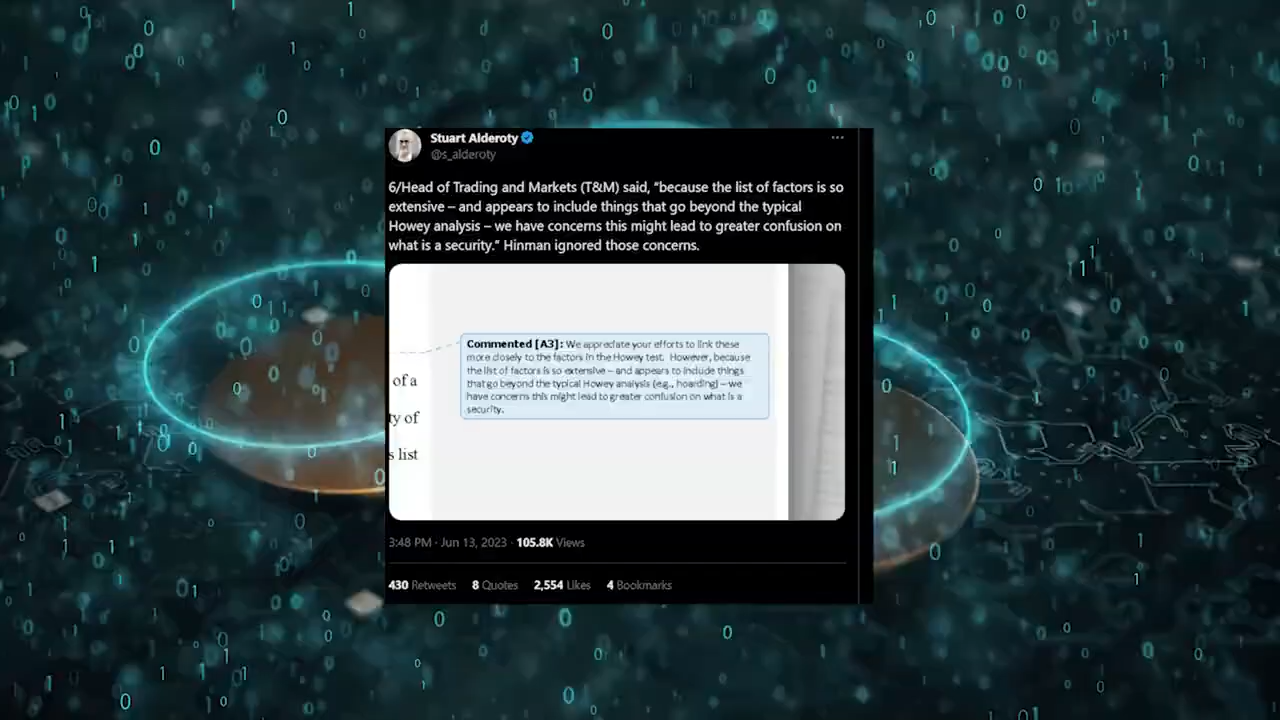 Stuart Alderoty
@s_alderoty
6/Head of Trading and Markets (T&M) said, “because the list of factors is so
extensive – and appears to include things that go beyond the typical
Howey analysis – we have concerns this might lead to greater confusion on
what is a security.” Hinman ignored those concerns.
of a
ty of
s list
Commented [A3]: We appreciate your efforts to link these
more closely to the factors in the Howey test. However, because
the list of factors is so extensive – and appears to include things
that go beyond the typical Howey analysis (e.g., hoarding) – we
have concerns this might lead to greater confusion on what is a
security.
3:48 PM · Jun 13, 2023 · 105.8K Views
430 Retweets 8 Quotes 2,554 Likes 4 Bookmarks